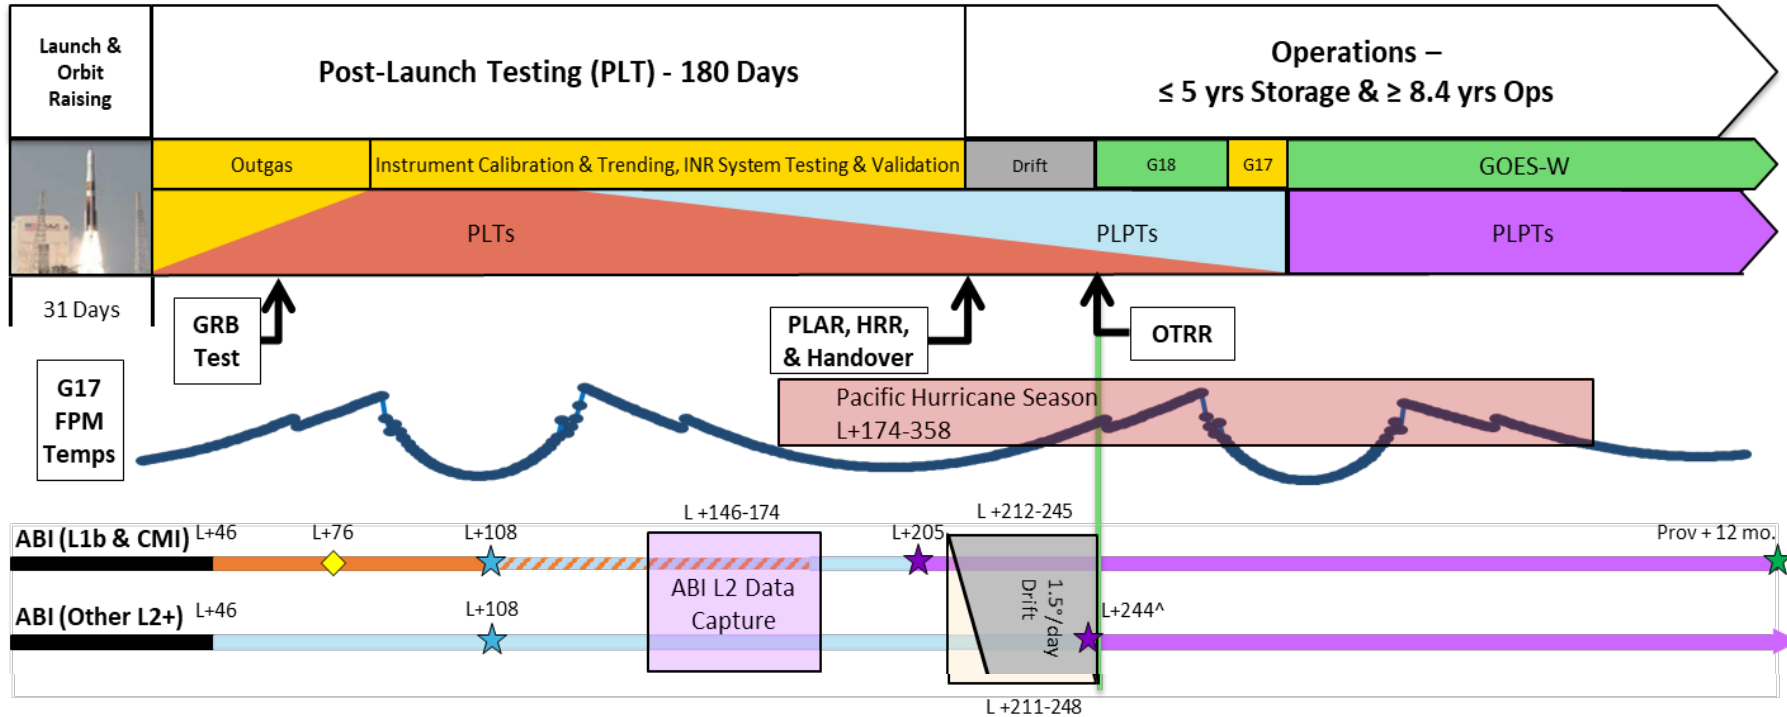 Launch &
Orbit
Raising
Post-Launch Testing (PLT) - 180 Days
Operations –
≤ 5 yrs Storage & ≥ 8.4 yrs Ops
Outgas
Instrument Calibration & Trending, INR System Testing & Validation
Drift
G18
G17
GOES-W
PLTs
PLPTs
PLPTs
31 Days
GRB
Test
PLAR, HRR,
& Handover
OTRR
G17
FPM
Temps
Pacific Hurricane Season
L+174-358
L +146-174
L +212-245
ABI (L1b & CMI)
L+46
L+76
L+108
L+205
Prov + 12 mo.
ABI L2 Data
Capture
1.5°/day
Drift
ABI (Other L2+)
L+46
L+108
L+244^
L +211-248